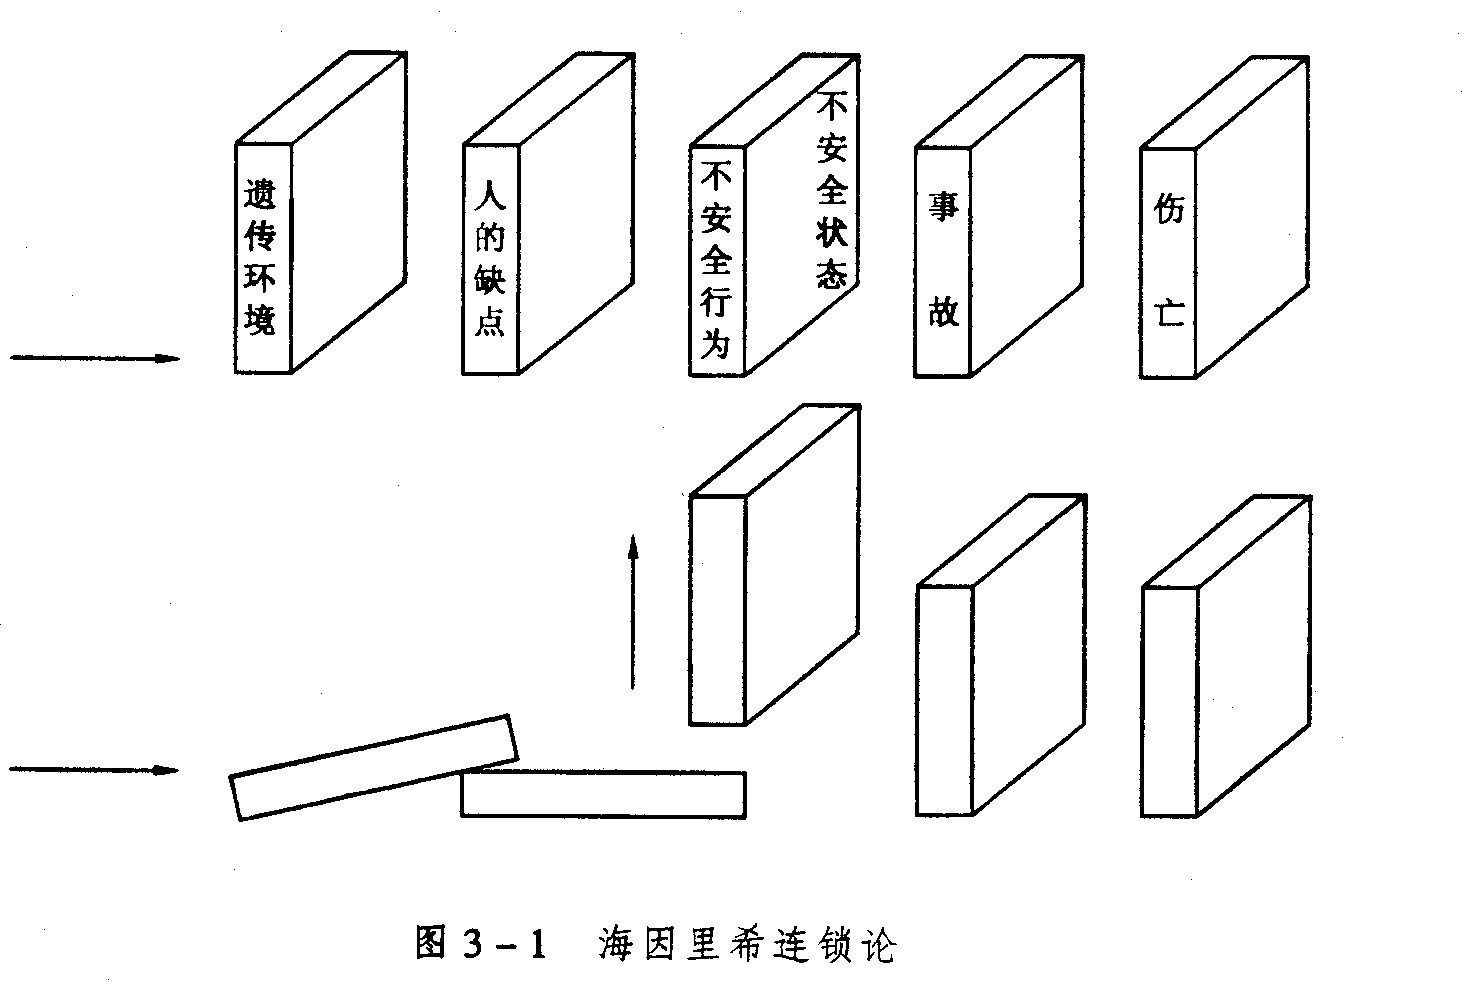 遗传环境
人的缺点
不安全行为
不安全状态
事故
伤亡
图 3-1 海因里希连锁论